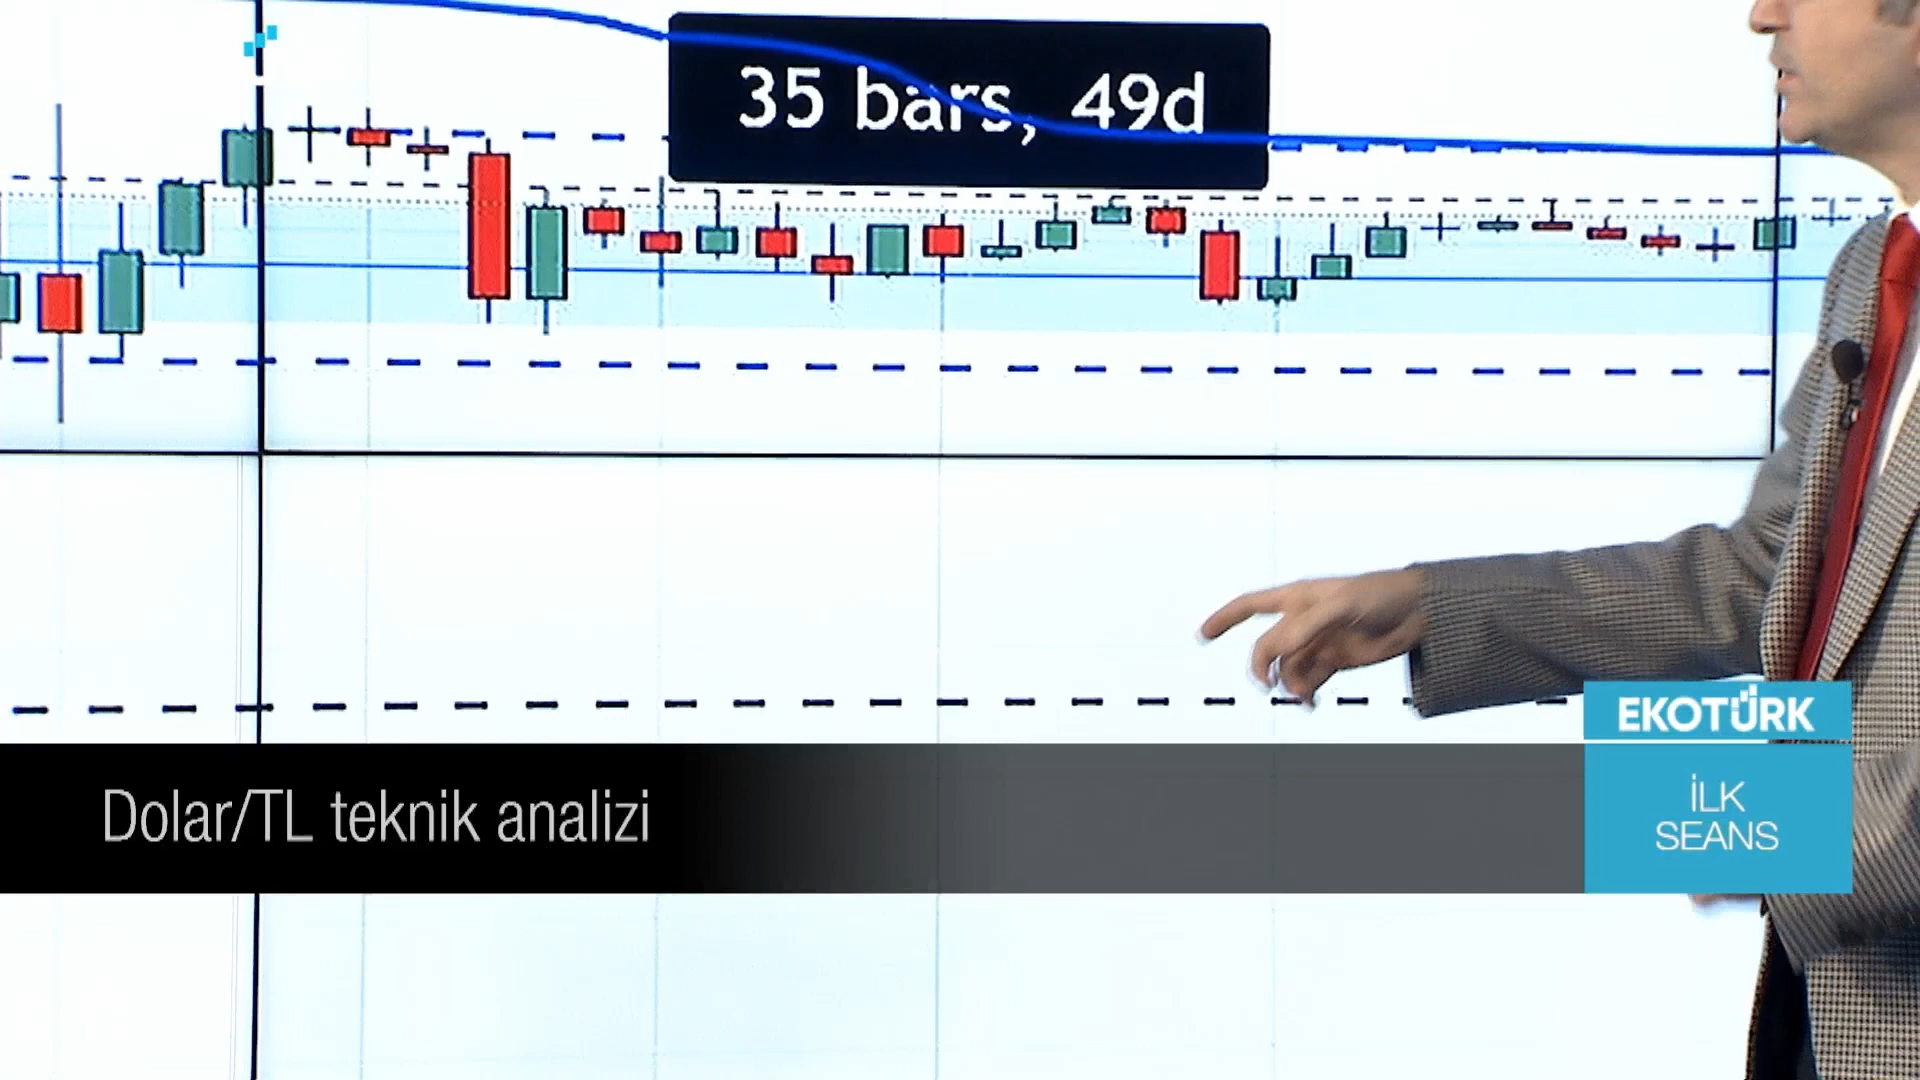 35 bars, 49d
EKOTÜRK
Dolar/TL teknik analizi
İLK
SEANS